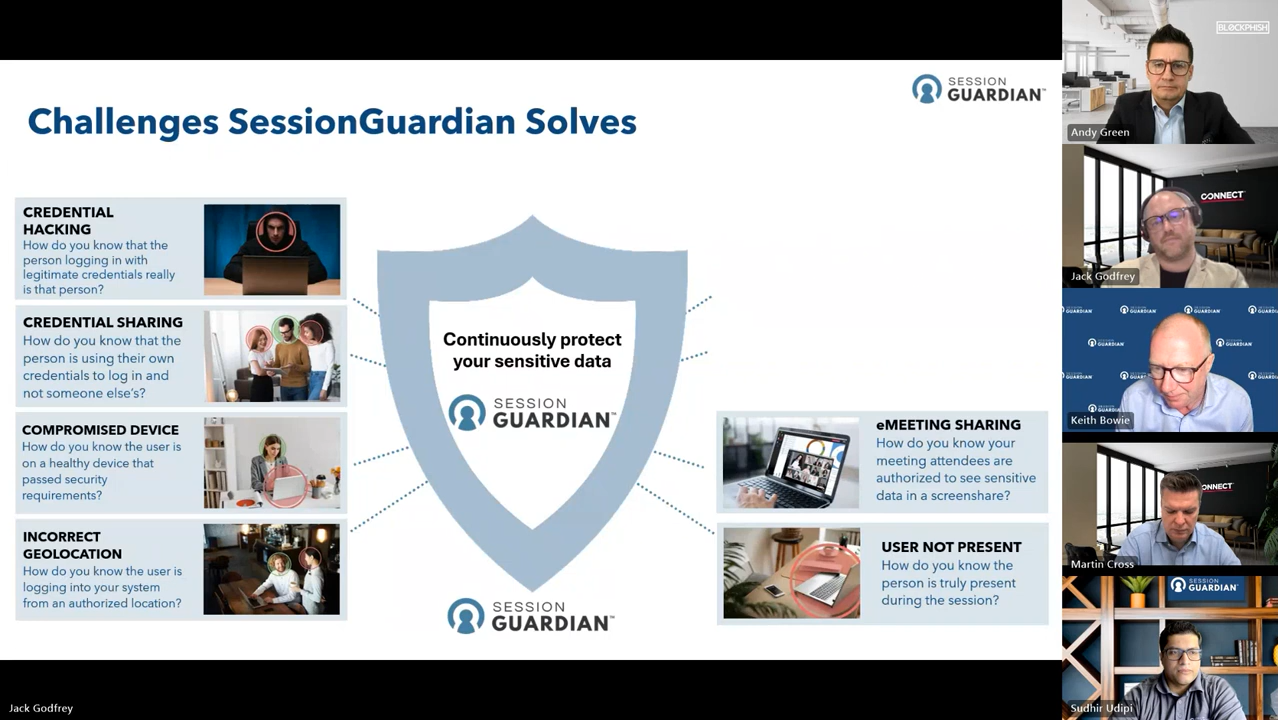 SESSION
GUARDIAN™
Challenges SessionGuardian Solves
CREDENTIAL
HACKING
How do you know that the
person logging in with
legitimate credentials really
is that person?
CREDENTIAL SHARING
How do you know that the
person is using their own
credentials to log in and
not someone else's?
COMPROMISED DEVICE
How do you know the user is
on a healthy device that
passed security
requirements?
INCORRECT
GEOLOCATION
How do you know the user is
logging into your system
from an authorized location?
Continuously protect
your sensitive data
SESSION
GUARDIAN™
SESSION
GUARDIAN™
eMEETING SHARING
How do you know your
meeting attendees are
authorized to see sensitive
data in a screenshare?
USER NOT PRESENT
How do you know the
person is truly present
during the session?
Jack Godfrey
BLOCKPHISH
Andy Green
CONNECT
Jack Godfrey
SESSION
GUARDIAN
Keith Bowie
CONNECT
Martin Cross
SESSION
GUARDIAN
Sudhir Udipi